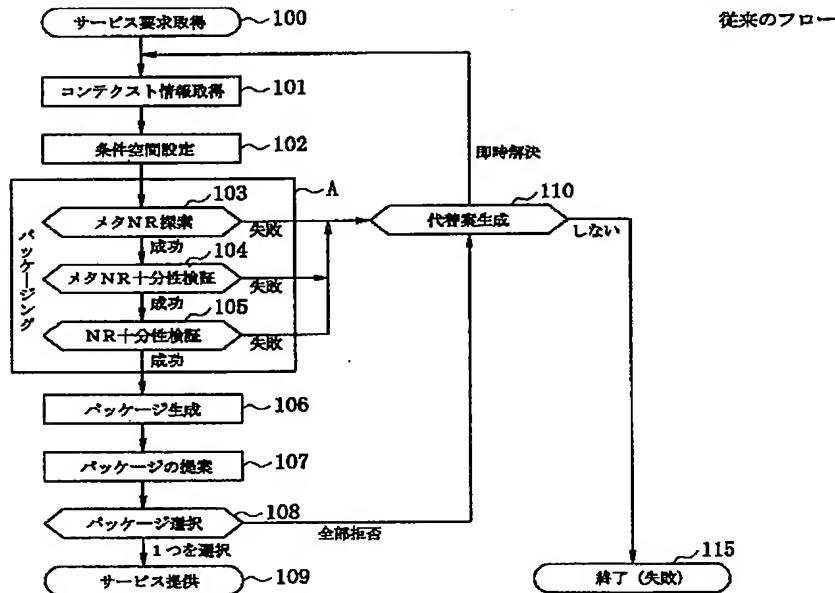 従来のフロー
サービス要求取得 100
コンテクスト情報取得 101
条件空間設定 102
即時解決
A
パッケージング
メタNR探索 103
失敗
成功
メタNR十分性検証 104
失敗
成功
NR十分性検証 105
失敗
成功
代替案生成 110
しない
パッケージ生成 106
パッケージの提案 107
パッケージ選択 108
全部拒否
1つを選択
サービス提供 109
終了（失敗） 115